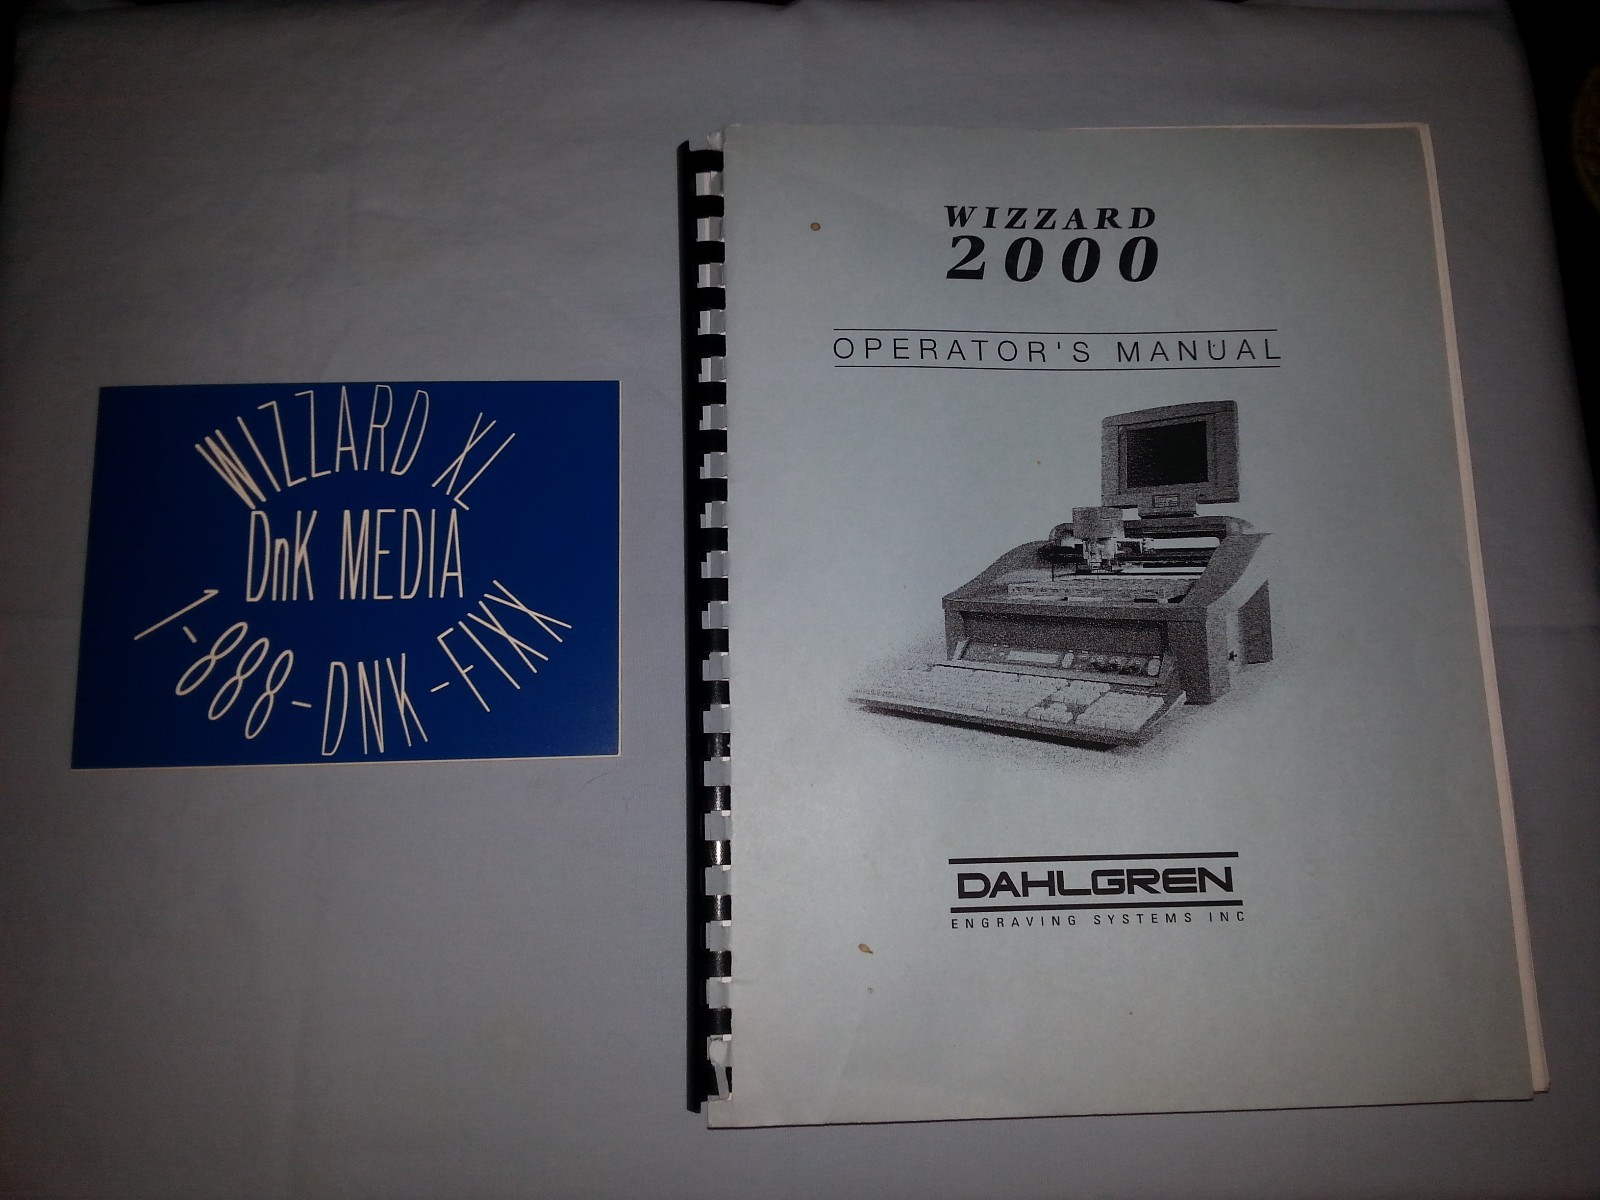 WIZZARD XL
DnK MEDIA
1-888-DNK-FIXX
WIZZARD
2000
OPERATOR'S MANUAL
DAHLGREN
ENGRAVING SYSTEMS INC